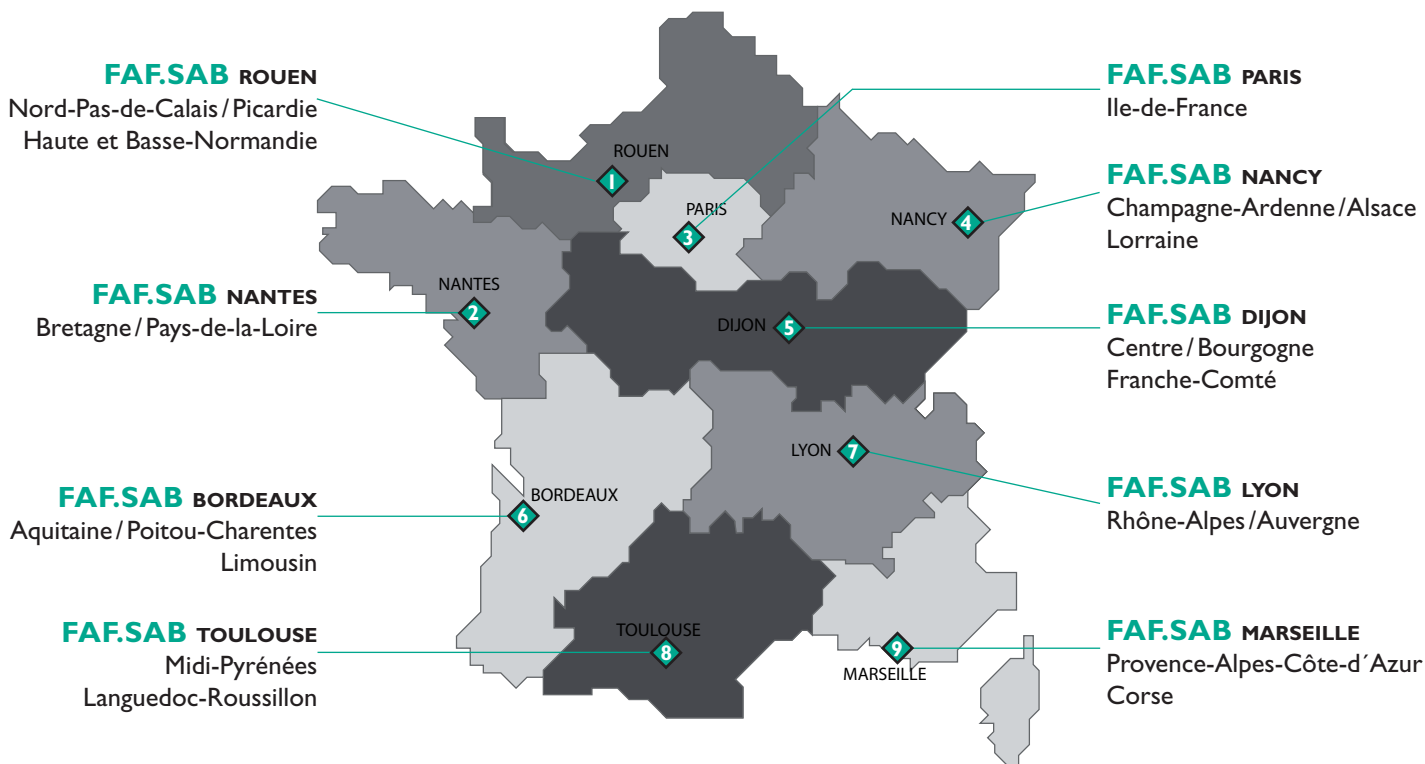 FAF.SAB ROUEN
Nord-Pas-de-Calais/Picardie
Haute et Basse-Normandie
FAF.SAB NANTES
Bretagne/Pays-de-la-Loire
FAF.SAB BORDEAUX
Aquitaine/Poitou-Charentes
Limousin
FAF.SAB TOULOUSE
Midi-Pyrénées
Languedoc-Roussillon
ROUEN
1
PARIS
3
NANCY
4
NANTES
2
DIJON
5
LYON
7
BORDEAUX
6
TOULOUSE
8
9
MARSEILLE
FAF.SAB PARIS
Ile-de-France
FAF.SAB NANCY
Champagne-Ardenne/Alsace
Lorraine
FAF.SAB DIJON
Centre/Bourgogne
Franche-Comté
FAF.SAB LYON
Rhône-Alpes/Auvergne
FAF.SAB MARSEILLE
Provence-Alpes-Côte-d´Azur
Corse